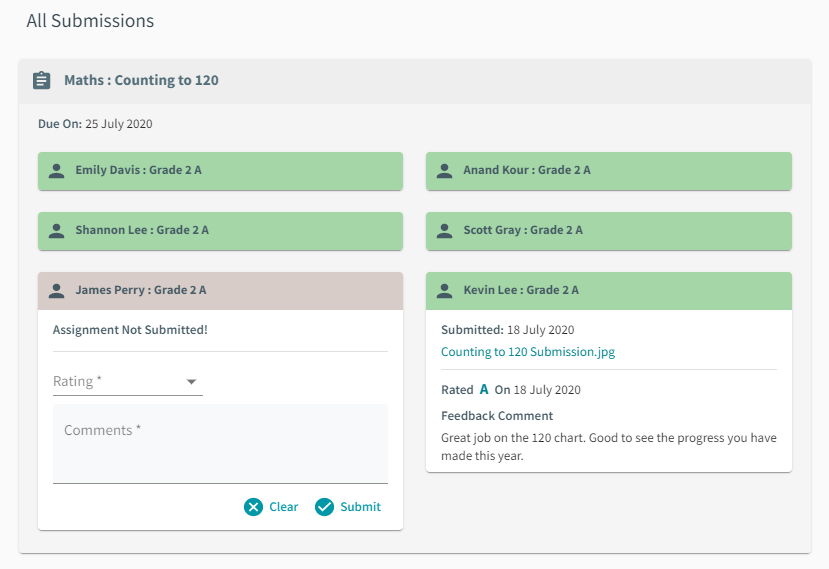 All Submissions
Maths : Counting to 120
Due On: 25 July 2020
Emily Davis : Grade 2 A
Anand Kour : Grade 2 A
Shannon Lee : Grade 2 A
Scott Gray : Grade 2 A
James Perry : Grade 2 A
Assignment Not Submitted!
Rating *
Comments *
Clear
Submit
Kevin Lee : Grade 2 A
Submitted: 18 July 2020
Counting to 120 Submission.jpg
Rated A On 18 July 2020
Feedback Comment
Great job on the 120 chart. Good to see the progress you have
made this year.